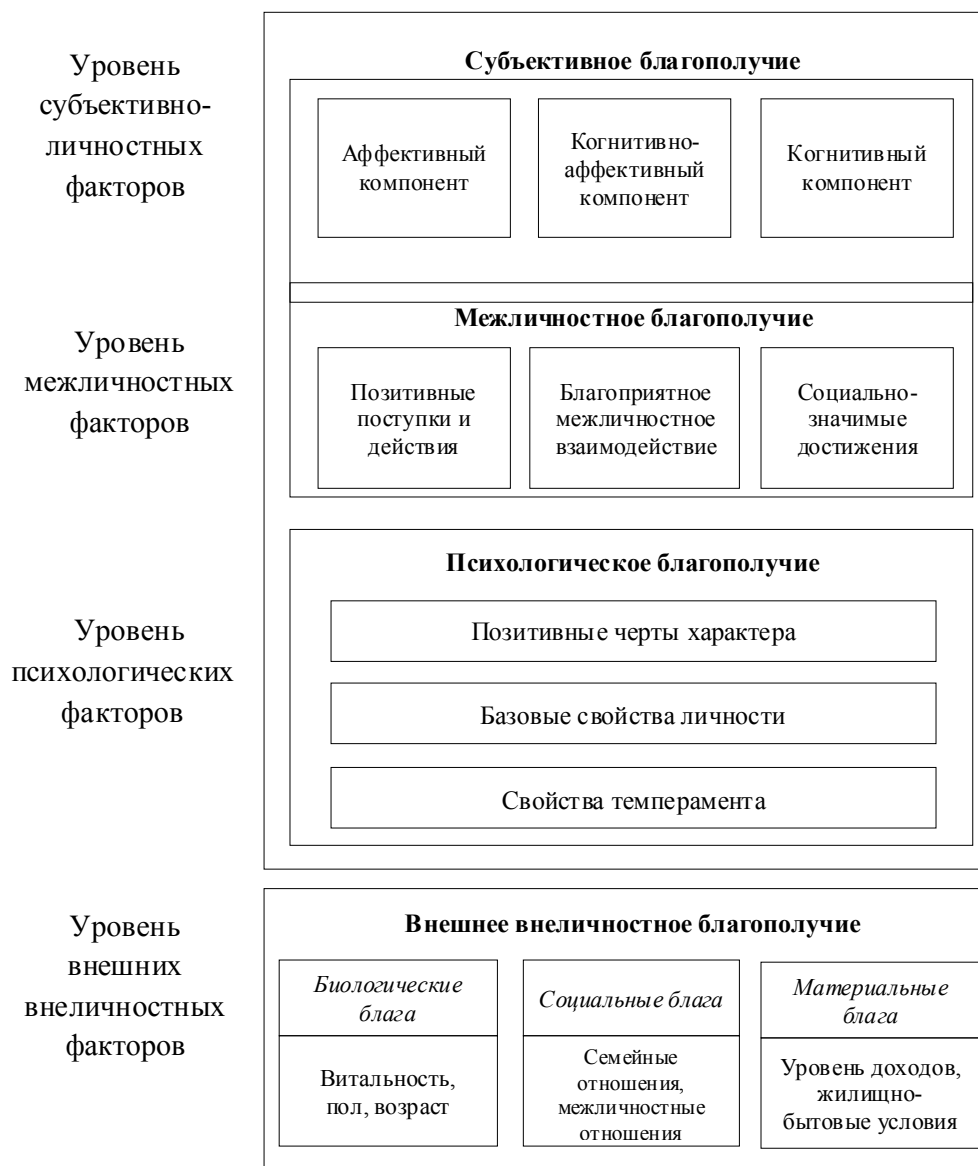 Уровень
субъективно-
личностных
факторов
Субъективное благополучие
Аффективный
компонент
Когнитивно-
аффективный
компонент
Когнитивный
компонент
Уровень
межличностных
факторов
Межличностное благополучие
Позитивные
поступки и
действия
Благоприятное
межличностное
взаимодействие
Социально-
значимые
достижения
Уровень
психологических
факторов
Психологическое благополучие
Позитивные черты характера
Базовые свойства личности
Свойства темперамента
Уровень
внешних
внеличностных
факторов
Внешнее внеличностное благополучие
Биологические
блага
Витальность,
пол, возраст
Социальные блага
Семейные
отношения,
межличностные
отношения
Материальные
блага
Уровень доходов,
жилищно-
бытовые условия